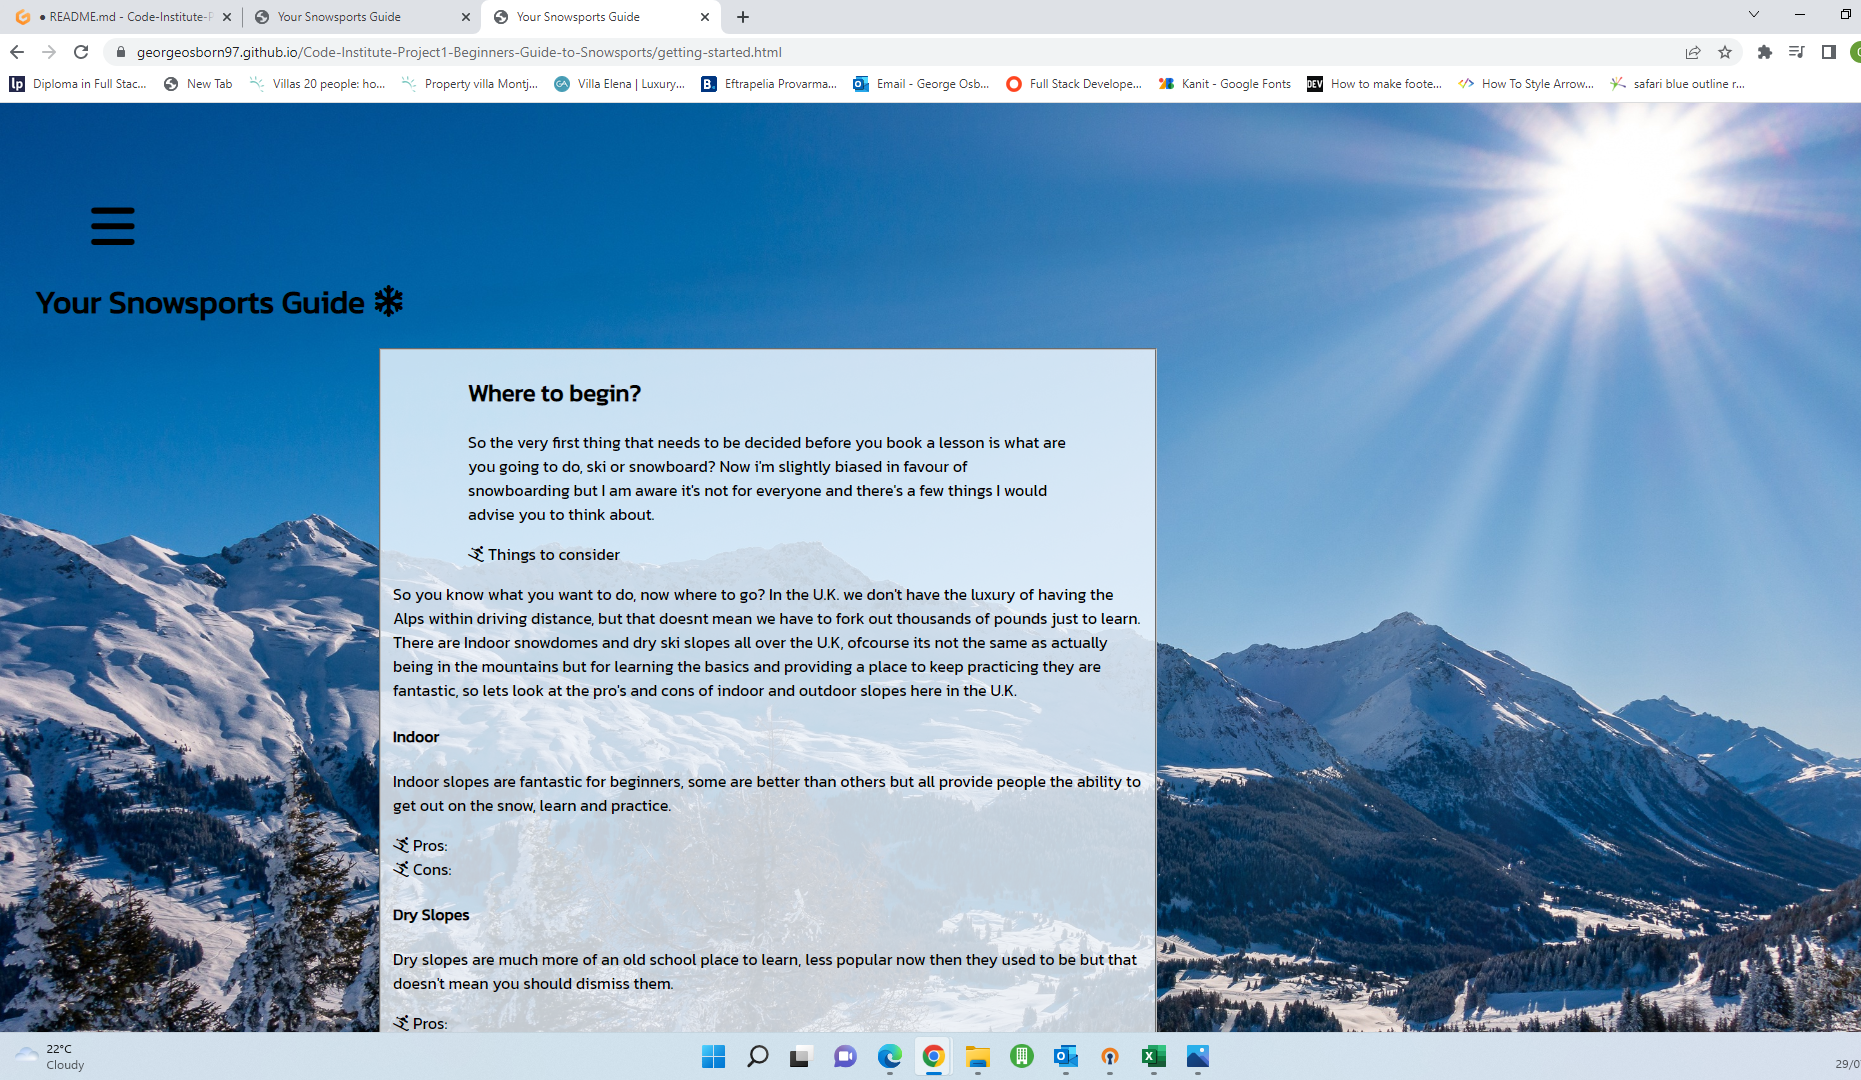 ● README.md - Code-Institute-P
Your Snowsports Guide
Your Snowsports Guide
georgeosborn97.github.io/Code-Institute-Project1-Beginners-Guide-to-Snowsports/getting-started.html
lp Diploma in Full Stac... New Tab Villas 20 people: ho... Property villa Montj... GA Villa Elena | Luxury... B. Eftrapelia Provarma... Email - George Osb... Full Stack Develope... Kanit - Google Fonts DEV How to make foote... How To Style Arrow... safari blue outline r...
Your Snowsports Guide
Where to begin?
So the very first thing that needs to be decided before you book a lesson is what are
you going to do, ski or snowboard? Now i'm slightly biased in favour of
snowboarding but I am aware it's not for everyone and there's a few things I would
advise you to think about.
Things to consider
So you know what you want to do, now where to go? In the U.K. we don't have the luxury of having the
Alps within driving distance, but that doesnt mean we have to fork out thousands of pounds just to learn.
There are Indoor snowdomes and dry ski slopes all over the U.K, ofcourse its not the same as actually
being in the mountains but for learning the basics and providing a place to keep practicing they are
fantastic, so lets look at the pro's and cons of indoor and outdoor slopes here in the U.K.
Indoor
Indoor slopes are fantastic for beginners, some are better than others but all provide people the ability to
get out on the snow, learn and practice.
Pros:
Cons:
Dry Slopes
Dry slopes are much more of an old school place to learn, less popular now then they used to be but that
doesn't mean you should dismiss them.
Pros:
22°C
Cloudy
29/0